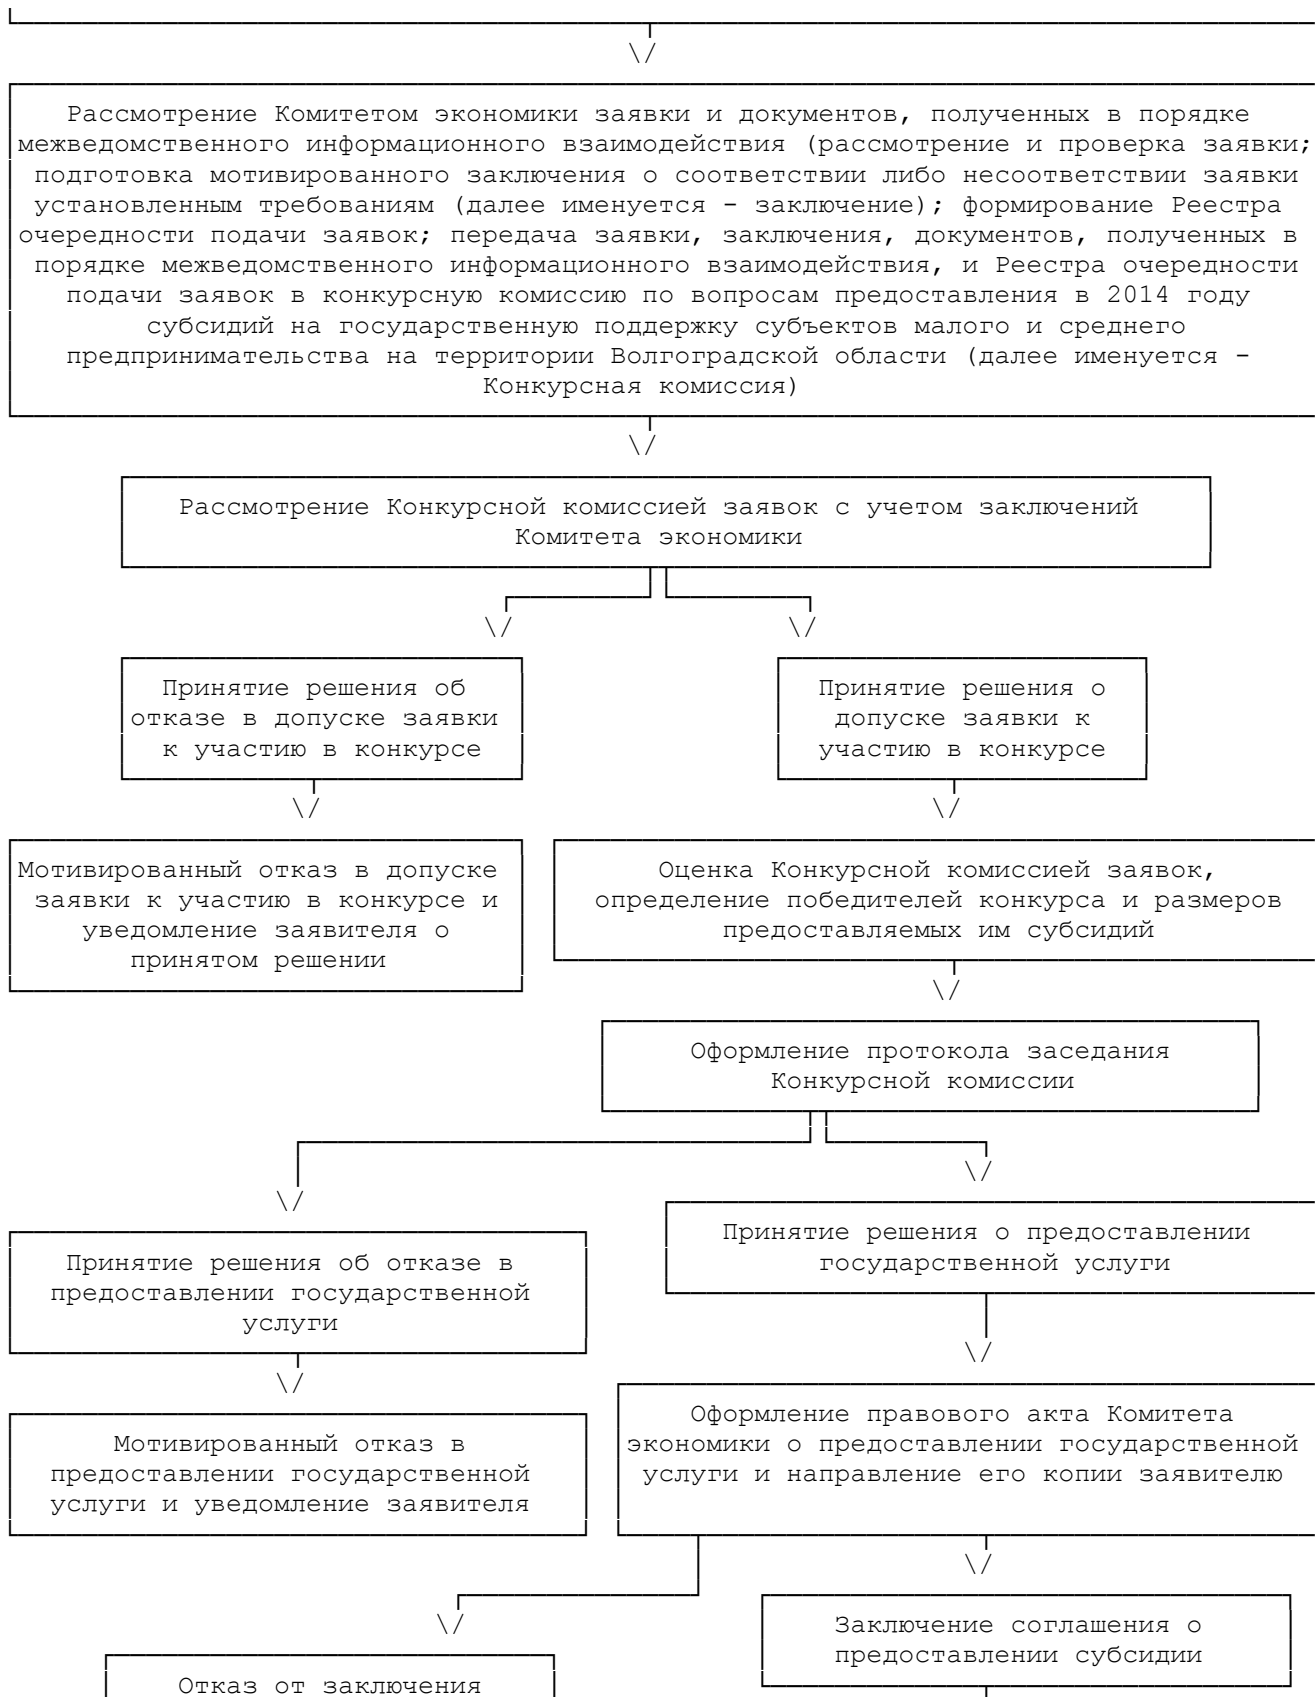 Рассмотрение Комитетом экономики заявки и документов, полученных в порядке
межведомственного информационного взаимодействия (рассмотрение и проверка заявки;
подготовка мотивированного заключения о соответствии либо несоответствии заявки
установленным требованиям (далее именуется - заключение); формирование Реестра
очередности подачи заявок; передача заявки, заключения, документов, полученных в
порядке межведомственного информационного взаимодействия, и Реестра очередности
подачи заявок в конкурсную комиссию по вопросам предоставления в 2014 году
субсидий на государственную поддержку субъектов малого и среднего
предпринимательства на территории Волгоградской области (далее именуется -
Конкурсная комиссия)
Рассмотрение Конкурсной комиссией заявок с учетом заключений
Комитета экономики
Принятие решения об
отказе в допуске заявки
к участию в конкурсе
Принятие решения о
допуске заявки к
участию в конкурсе
Мотивированный отказ в допуске
заявки к участию в конкурсе и
уведомление заявителя о
принятом решении
Оценка Конкурсной комиссией заявок,
определение победителей конкурса и размеров
предоставляемых им субсидий
Оформление протокола заседания
Конкурсной комиссии
Принятие решения об отказе в
предоставлении государственной
услуги
Принятие решения о предоставлении
государственной услуги
Мотивированный отказ в
предоставлении государственной
услуги и уведомление заявителя
Оформление правового акта Комитета
экономики о предоставлении государственной
услуги и направление его копии заявителю
Заключение соглашения о
предоставлении субсидии
Отказ от заключения